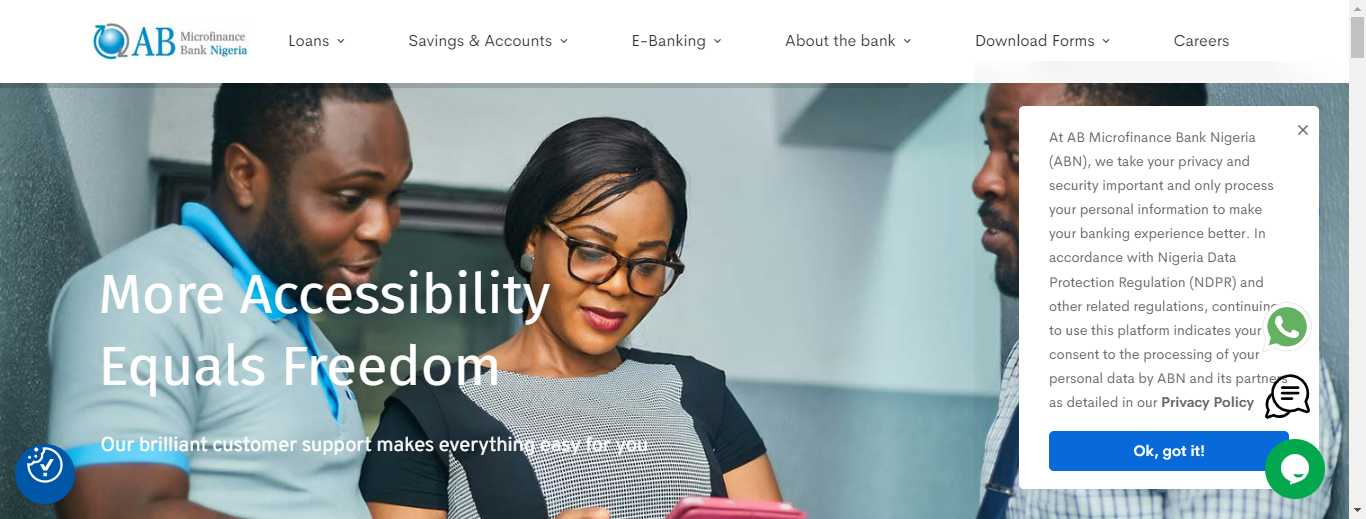 AB Microfinance
Bank Nigeria
Loans
Savings & Accounts
E-Banking
About the bank
Download Forms
Careers
More Accessibility
Equals Freedom
Our brilliant customer support makes everything easy for you
At AB Microfinance Bank Nigeria
(ABN), we take your privacy and
security important and only process
your personal information to make
your banking experience better. In
accordance with Nigeria Data
Protection Regulation (NDPR) and
other related regulations, continuing
to use this platform indicates your
consent to the processing of your
personal data by ABN and its partners
as detailed in our Privacy Policy
Ok, got it!